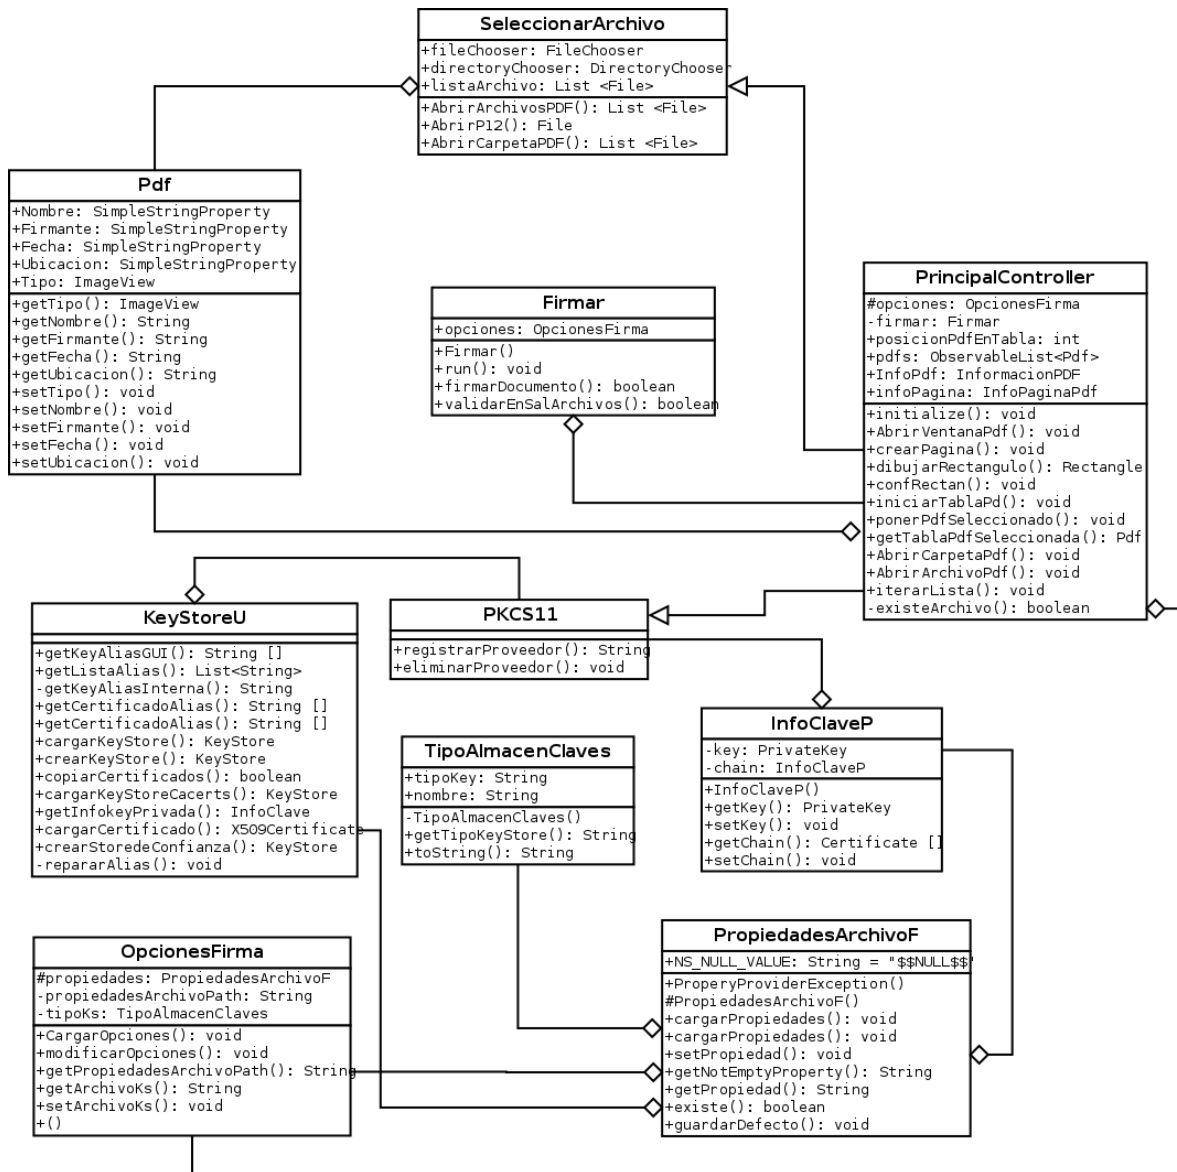 SeleccionarArchivo
+fileChooser: FileChooser
+directoryChooser: DirectoryChooser
+listaArchivo: List <File>
+AbrirArchivosPDF(): List <File>
+AbrirP12(): File
+AbrirCarpetaPDF(): List <File>
Pdf
+Nombre: SimpleStringProperty
+Firmante: SimpleStringProperty
+Fecha: SimpleStringProperty
+Ubicacion: SimpleStringProperty
+Tipo: ImageView
+getTipo(): ImageView
+getNombre(): String
+getFirmante(): String
+getFecha(): String
+getUbicacion(): String
+setTipo(): void
+setNombre(): void
+setFirmante(): void
+setFecha(): void
+setUbicacion(): void
Firmar
+opciones: OpcionesFirma
+Firmar()
+run(): void
+firmarDocumento(): boolean
+validarEnSalArchivos(): boolean
PrincipalController
#opciones: OpcionesFirma
-firmar: Firmar
+posicionPdfEnTabla: int
+pdfs: ObservableList<Pdf>
+InfoPdf: InformacionPDF
+infoPagina: InfoPaginaPdf
+initialize(): void
+AbrirVentanaPdf(): void
+crearPagina(): void
+dibujarRectangulo(): Rectangle
+confRectan(): void
+iniciarTablaPd(): void
+ponerPdfSeleccionado(): void
+getTablaPdfSeleccionada(): Pdf
+AbrirCarpetaPdf(): void
+AbrirArchivoPdf(): void
+iterarLista(): void
-existeArchivo(): boolean
KeyStoreU
+getKeyAliasGUI(): String []
+getListaAlias(): List<String>
-getKeyAliasInterna(): String
+getCertificadoAlias(): String []
+getCertificadoAlias(): String []
+cargarKeyStore(): KeyStore
+crearKeyStore(): KeyStore
+copiarCertificados(): boolean
+cargarKeyStoreCacerts(): KeyStore
+getInfokeyPrivada(): InfoClave
+cargarCertificado(): X509Certificate
+crearStoredeConfianza(): KeyStore
-repararAlias(): void
PKCS11
+registrarProveedor(): String
+eliminarProveedor(): void
InfoClaveP
-key: PrivateKey
-chain: InfoClaveP
+InfoClaveP()
+getKey(): PrivateKey
+setKey(): void
+getChain(): Certificate []
+setChain(): void
TipoAlmacenClaves
+tipoKey: String
+nombre: String
-TipoAlmacenClaves()
+getTipoKeyStore(): String
+toString(): String
OpcionesFirma
#propiedades: PropiedadesArchivoF
-propiedadesArchivoPath: String
-tipoKs: TipoAlmacenClaves
+CargarOpciones(): void
+modificarOpciones(): void
+getPropiedadesArchivoPath(): String
+getArchivoKs(): String
+setArchivoKs(): void
+()
PropiedadesArchivoF
+NS_NULL_VALUE: String = "$$NULL$$"
+ProperyProviderException()
#PropiedadesArchivoF()
+cargarPropiedades(): void
+cargarPropiedades(): void
+setPropiedad(): void
+getNotEmptyProperty(): String
+getPropiedad(): String
+existe(): boolean
+guardarDefecto(): void